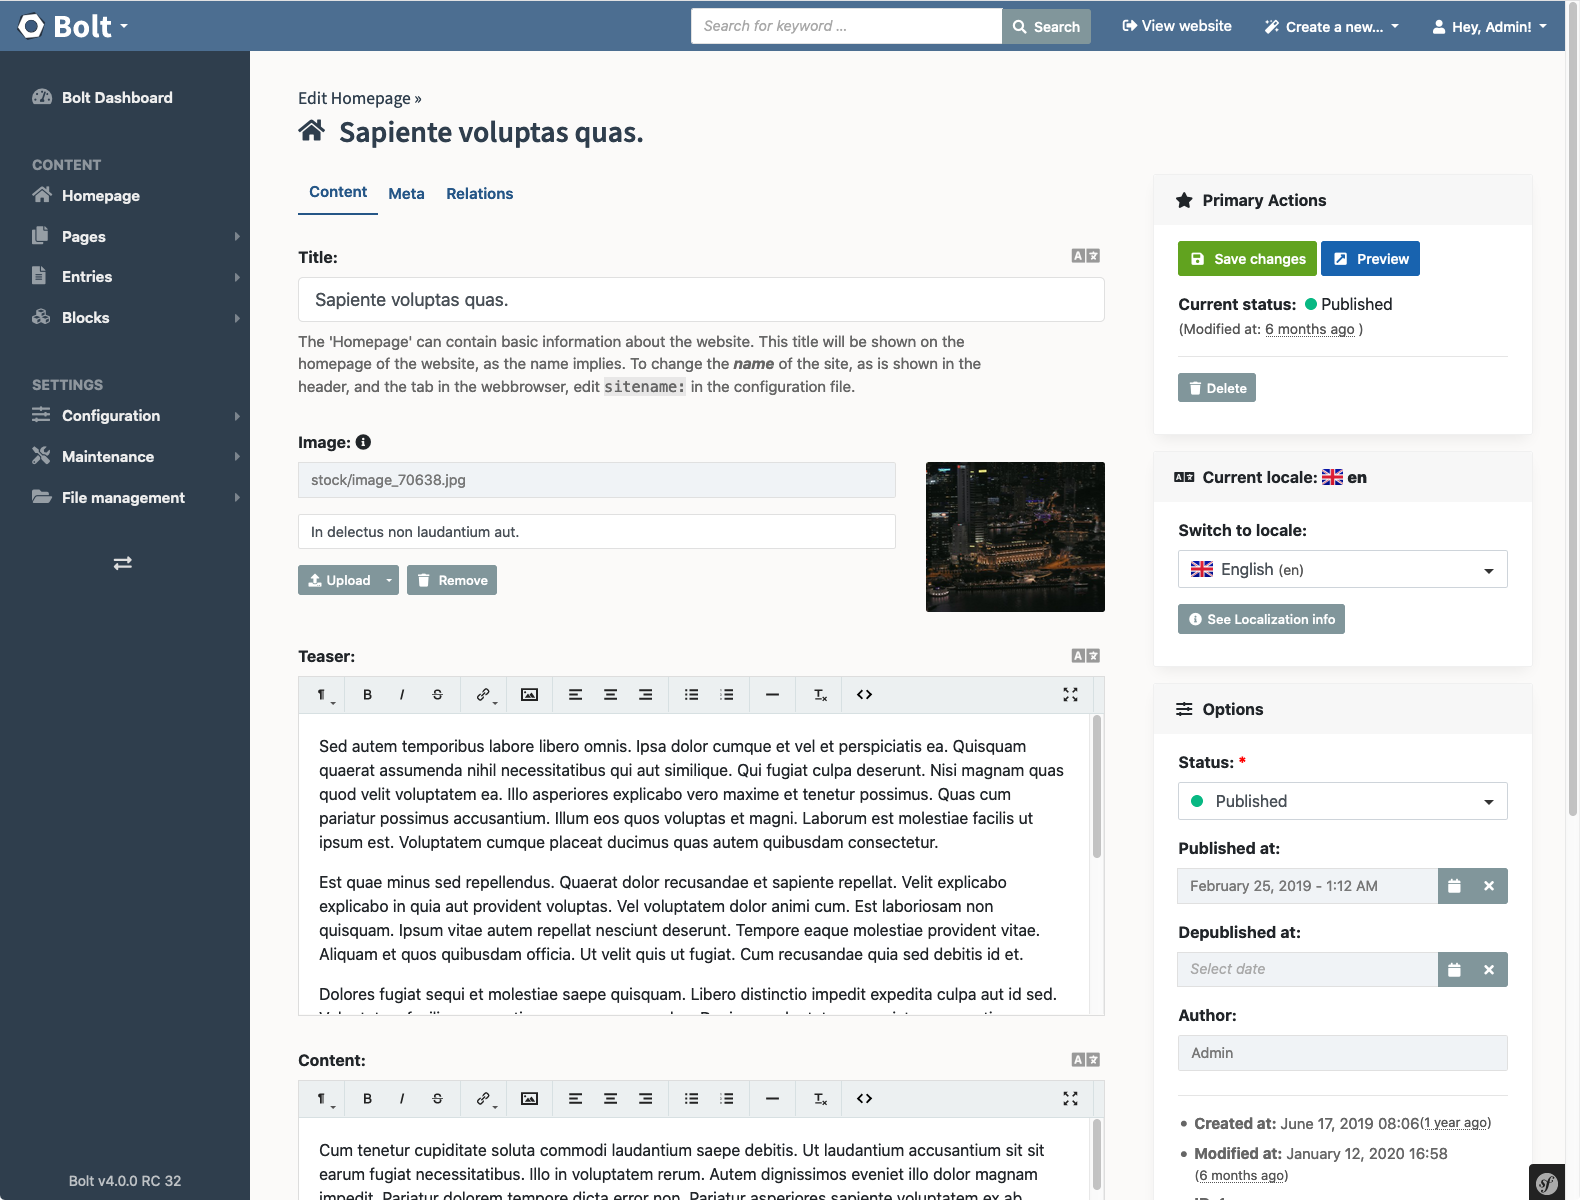 Bolt
Search for keyword ...
Search
View website
Create a new...
Hey, Admin!
Bolt Dashboard
CONTENT
Homepage
Pages
Entries
Blocks
SETTINGS
Configuration
Maintenance
File management
Bolt v4.0.0 RC 32
Edit Homepage »
Sapiente voluptas quas.
Content Meta Relations
Title:
Sapiente voluptas quas.
The 'Homepage' can contain basic information about the website. This title will be shown on the
homepage of the website, as the name implies. To change the name of the site, as is shown in the
header, and the tab in the webbrowser, edit sitename: in the configuration file.
Image:
stock/image_70638.jpg
In delectus non laudantium aut.
Upload
Remove
Teaser:
Sed autem temporibus labore libero omnis. Ipsa dolor cumque et vel et perspiciatis ea. Quisquam
quaerat assumenda nihil necessitatibus qui aut similique. Qui fugiat culpa deserunt. Nisi magnam quas
quod velit voluptatem ea. Illo asperiores explicabo vero maxime et tenetur possimus. Quas cum
pariatur possimus accusantium. Illum eos quos voluptas et magni. Laborum est molestiae facilis ut
ipsum est. Voluptatem cumque placeat ducimus quas autem quibusdam consectetur.
Est quae minus sed repellendus. Quaerat dolor recusandae et sapiente repellat. Velit explicabo
explicabo in quia aut provident voluptas. Vel voluptatem dolor animi cum. Est laboriosam non
quisquam. Ipsum vitae autem repellat nesciunt deserunt. Tempore eaque molestiae provident vitae.
Aliquam et quos quibusdam officia. Ut velit quis ut fugiat. Cum recusandae quia sed debitis id et.
Dolores fugiat sequi et molestiae saepe quisquam. Libero distinctio impedit expedita culpa aut id sed.
Content:
Cum tenetur cupiditate soluta commodi laudantium saepe debitis. Ut laudantium accusantium sit sit
earum fugiat necessitatibus. Illo in voluptatem rerum. Autem dignissimos eveniet illo dolor magnam
impedit. Pariatur dolorem tempore dicta error non. Pariatur asperiores sapiente voluptatem ex ab
Primary Actions
Save changes
Preview
Current status: Published
(Modified at: 6 months ago )
Delete
Current locale: en
Switch to locale:
English (en)
See Localization info
Options
Status: *
Published
Published at:
February 25, 2019 - 1:12 AM
Depublished at:
Select date
Author:
Admin
• Created at: June 17, 2019 08:06(1 year ago)
• Modified at: January 12, 2020 16:58
(6 months ago)